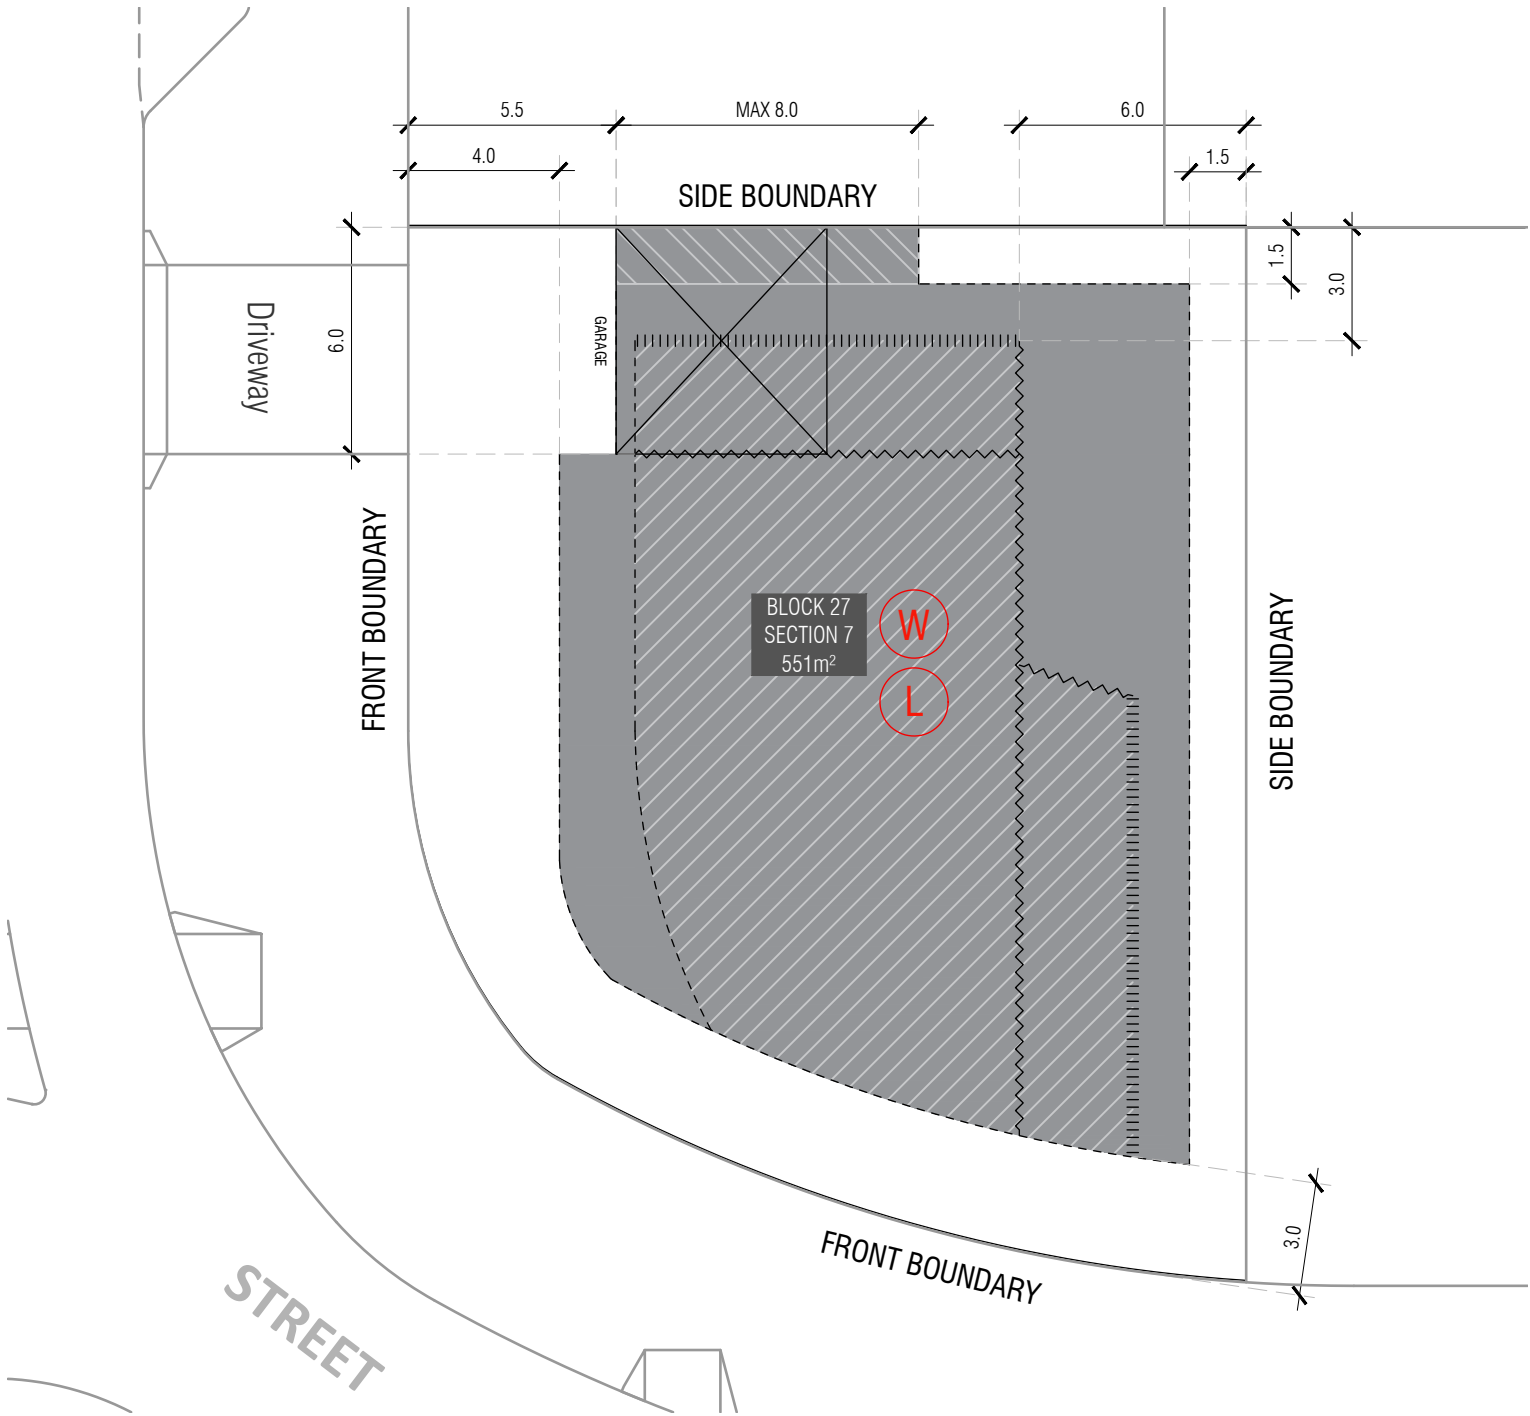 5.5
MAX 8.0
6.0
4.0
1.5
SIDE BOUNDARY
1.5
3.0
Driveway
6.0
GARAGE
FRONT BOUNDARY
BLOCK 27
SECTION 7
551m²
W
L
SIDE BOUNDARY
FRONT BOUNDARY
3.0
STREET